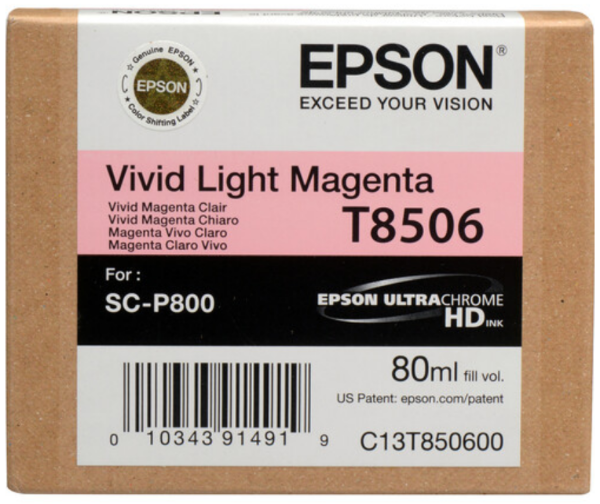 Genuine EPSON
EPSON
Color Shifting Label
EPSON®
EXCEED YOUR VISION
Vivid Light Magenta
Vivid Magenta Clair
Vivid Magenta Chiaro
Magenta Vivo Claro
Magenta Claro Vivo
T8506
For :
SC-P800
EPSON ULTRACHROME
HD INK
80ml fill vol.
US Patent: epson.com/patent
0 10343 91491 9
C13T850600